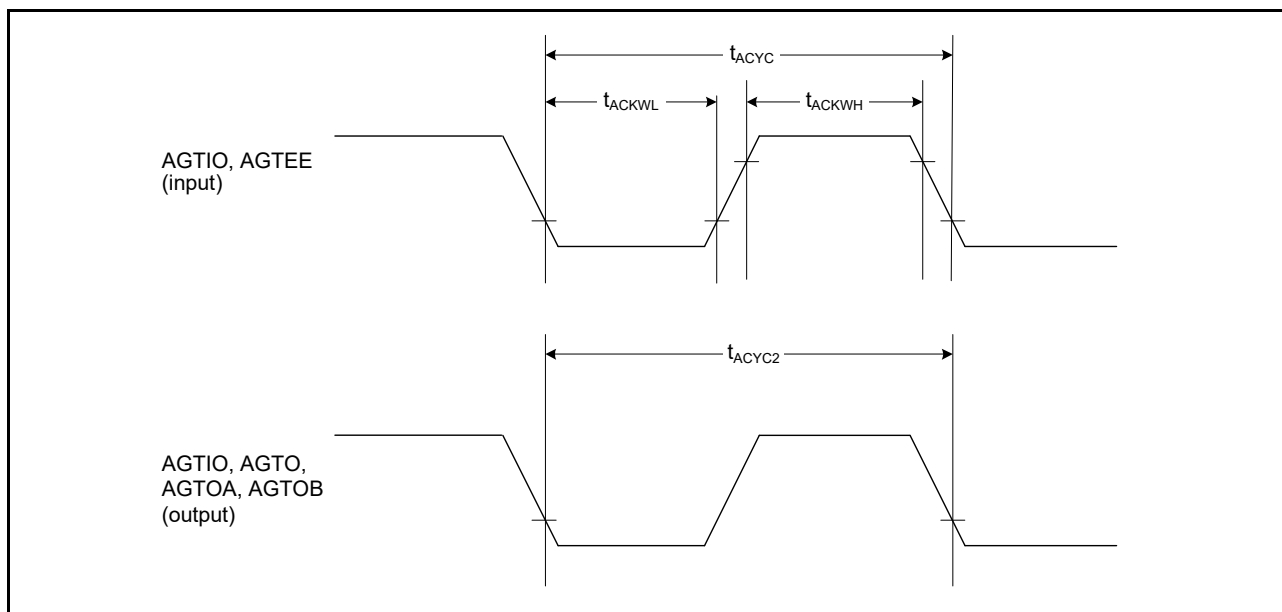 tACYC
tACKWL
tACKWH
AGTIO, AGTEE
(input)
tACYC2
AGTIO, AGTO,
AGTOA, AGTOB
(output)